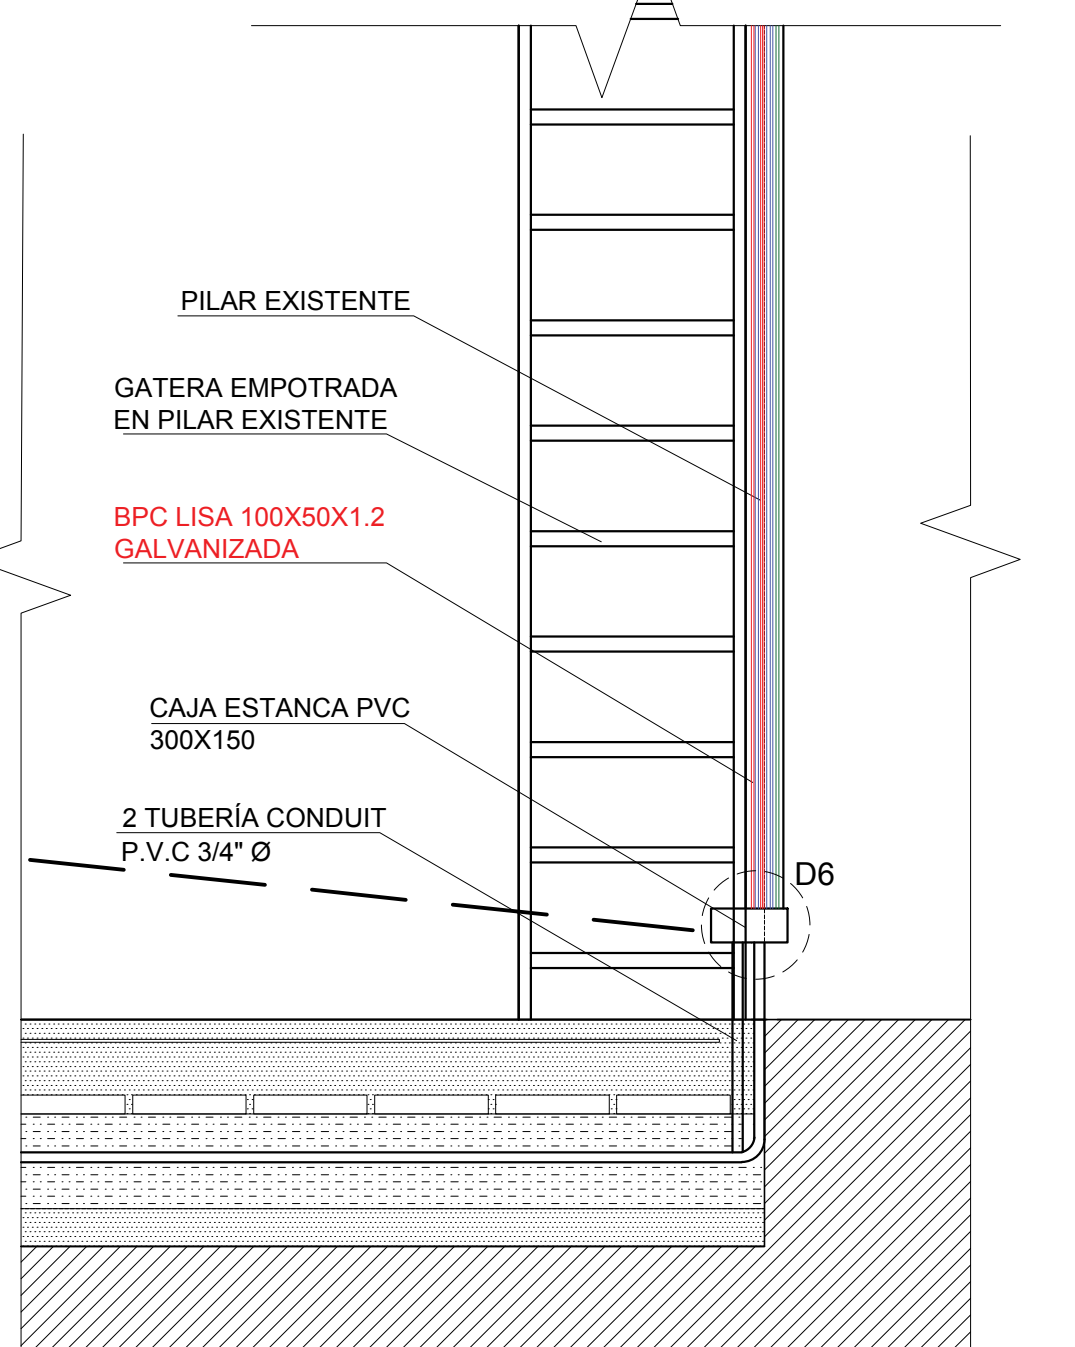 PILAR EXISTENTE
GATERA EMPOTRADA
EN PILAR EXISTENTE
BPC LISA 100X50X1.2
GALVANIZADA
CAJA ESTANCA PVC
300X150
2 TUBERÍA CONDUIT
P.V.C 3/4" Ø
D6